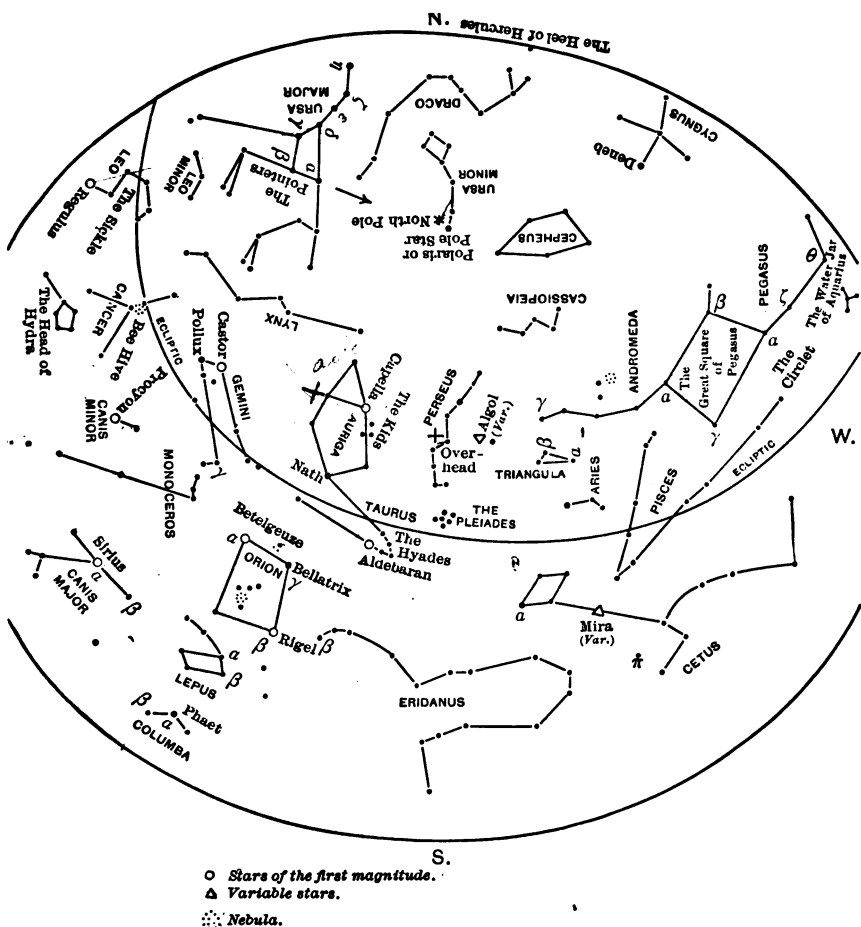 N.
The Heel of Hercules
URSA
MAJOR
η
ζ
ε
δ
γ
β
α
The
Pointers
DRACO
CYGNUS
Deneb
LEO
The Sickle
Regulus
LEO
MINOR
URSA
MINOR
North Pole
Polaris or
Pole Star
CEPHEUS
CASSIOPEIA
PEGASUS
θ
ζ
The Water Jar
of Aquarius
β
α
The
Great Square
of
Pegasus
α
γ
ANDROMEDA
γ
The
Circlet
The Head of
Hydra
CANCER
Bee Hive
ECLIPTIC
LYNX
Castor
Pollux
GEMINI
γ
Procyon
CANIS
MINOR
MONOCEROS
Capella
The Kids
AURIGA
Nath
PERSEUS
Algol
(Var.)
Over-
head
β
α
TRIANGULA
ARIES
PISCES
ECLIPTIC
W.
TAURUS
THE
PLEIADES
The
Hyades
Aldebaran
Betelgeuze
α
ORION
Bellatrix
γ
β
Rigel
Sirius
α
CANIS
MAJOR
β
α
LEPUS
β
β
α
Phaet
COLUMBA
β
ERIDANUS
α
Mira
(Var.)
CETUS
π
S.
Stars of the first magnitude.
Variable stars.
Nebula.